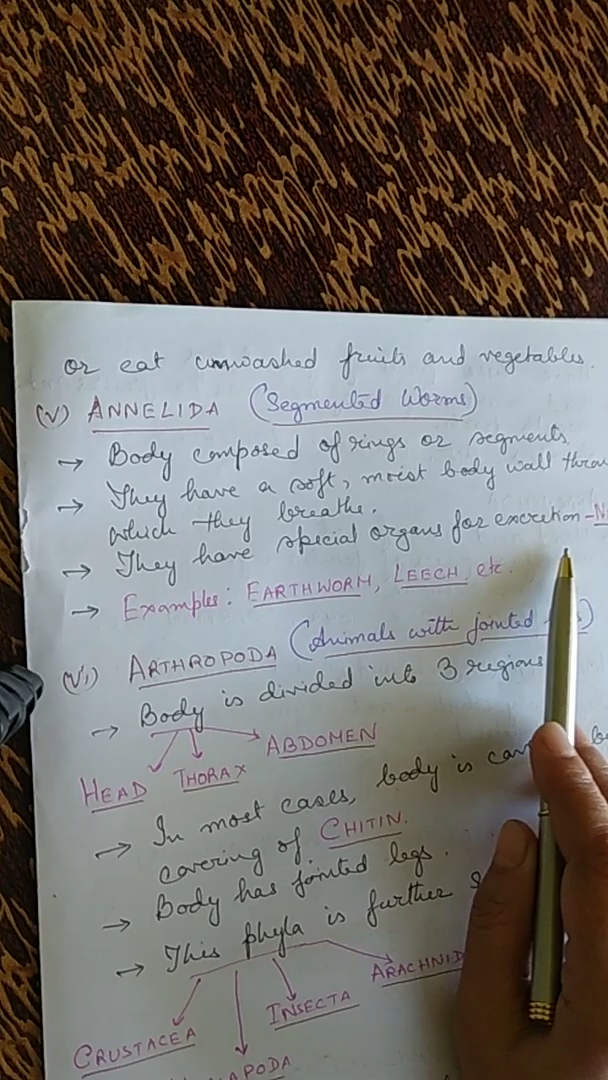 or eat unwashed fruits and vegetables.
(V) ANNELIDA (Segmented Worms)
→ Body composed of rings or segments
→ They have a soft, moist body wall
which they breathe.
→ They have special organs for excretion -
→ Examples: EARTHWORM, LEECH, etc.
(VI) ARTHROPODA (Animals with jointed
→ Body is divided into 3 regions
HEAD THORAX ABDOMEN
→ In most cases, body is
covering of CHITIN.
→ Body has jointed legs.
→ This phyla is further
CRUSTACEA INSECTA